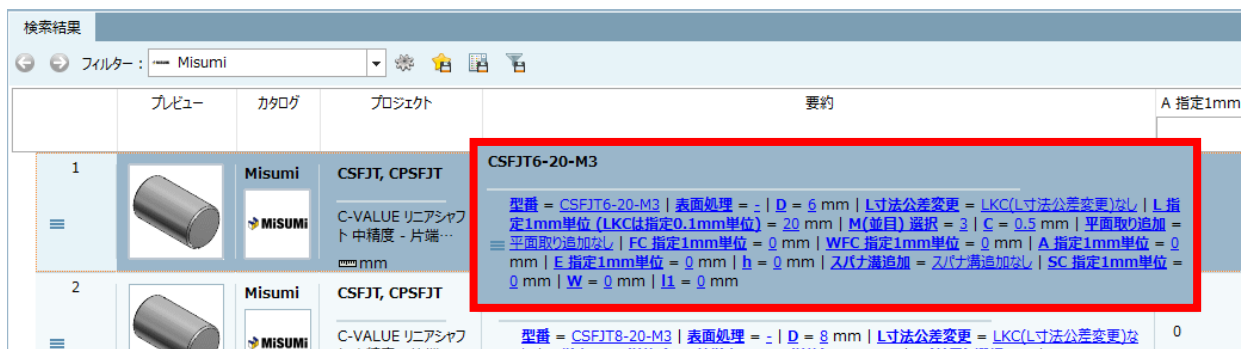 検索結果
フィルター : Misumi
プレビュー カタログ プロジェクト 要約 A 指定1mm
1 Misumi CSFJT, CPSFJT
MiSUMi
C-VALUE リニアシャフ
ト 中精度 - 片端…
mm
CSFJT6-20-M3
型番 = CSFJT6-20-M3 | 表面処理 = - | D = 6 mm | L寸法公差変更 = LKC(L寸法公差変更)なし | L 指
定1mm単位 (LKCは指定0.1mm単位) = 20 mm | M(並目) 選択 = 3 | C = 0.5 mm | 平面取り追加 =
平面取り追加なし | FC 指定1mm単位 = 0 mm | WFC 指定1mm単位 = 0 mm | A 指定1mm単位 = 0
mm | E 指定1mm単位 = 0 mm | h = 0 mm | スパナ溝追加 = スパナ溝追加なし | SC 指定1mm単位 =
0 mm | W = 0 mm | l1 = 0 mm
2 Misumi CSFJT, CPSFJT
MiSUMi
C-VALUE リニアシャフ
型番 = CSFJT8-20-M3 | 表面処理 = - | D = 8 mm | L寸法公差変更 = LKC(L寸法公差変更)な
0